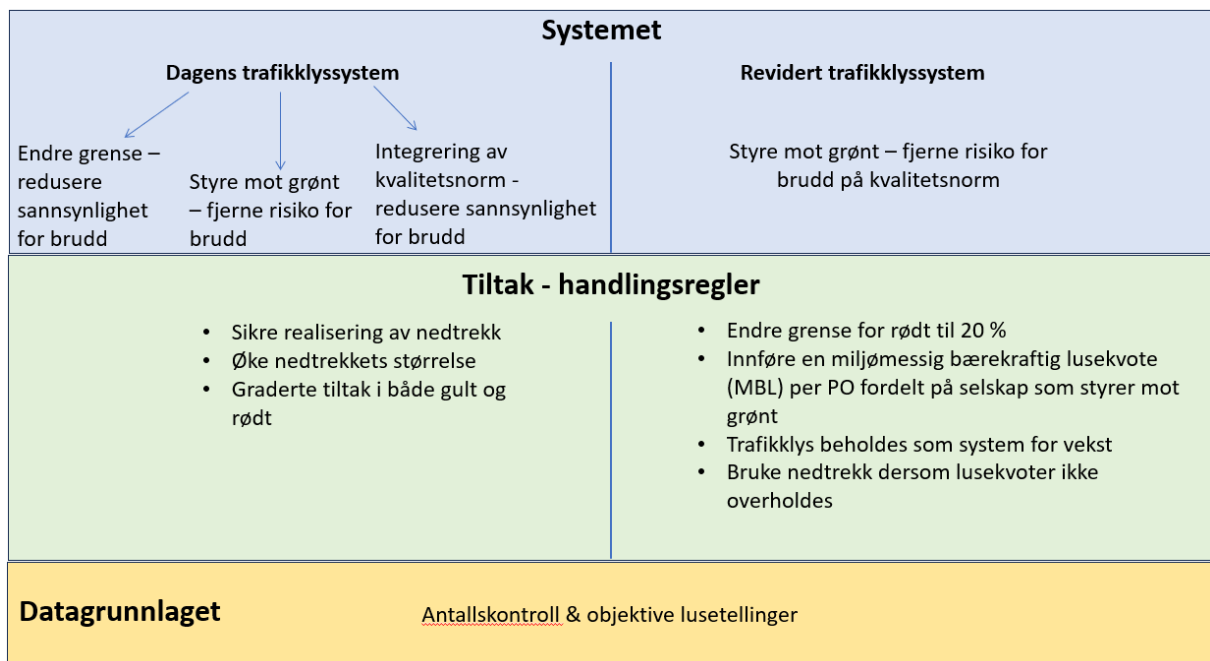 Systemet
Dagens trafikklyssystem
Endre grense –
redusere
sannsynlighet
for brudd
Styre mot grønt
– fjerne risiko for
brudd
Integrering av
kvalitetsnorm -
redusere sannsynlighet
for brudd
Revidert trafikklyssystem
Styre mot grønt – fjerne risiko for
brudd på kvalitetsnorm
Tiltak - handlingsregler
• Sikre realisering av nedtrekk
• Øke nedtrekkets størrelse
• Graderte tiltak i både gult og
rødt
• Endre grense for rødt til 20 %
• Innføre en miljømessig bærekraftig lusekvote
(MBL) per PO fordelt på selskap som styrer mot
grønt
• Trafikklys beholdes som system for vekst
• Bruke nedtrekk dersom lusekvoter ikke
overholdes
Datagrunnlaget
Antallskontroll & objektive lusetellinger